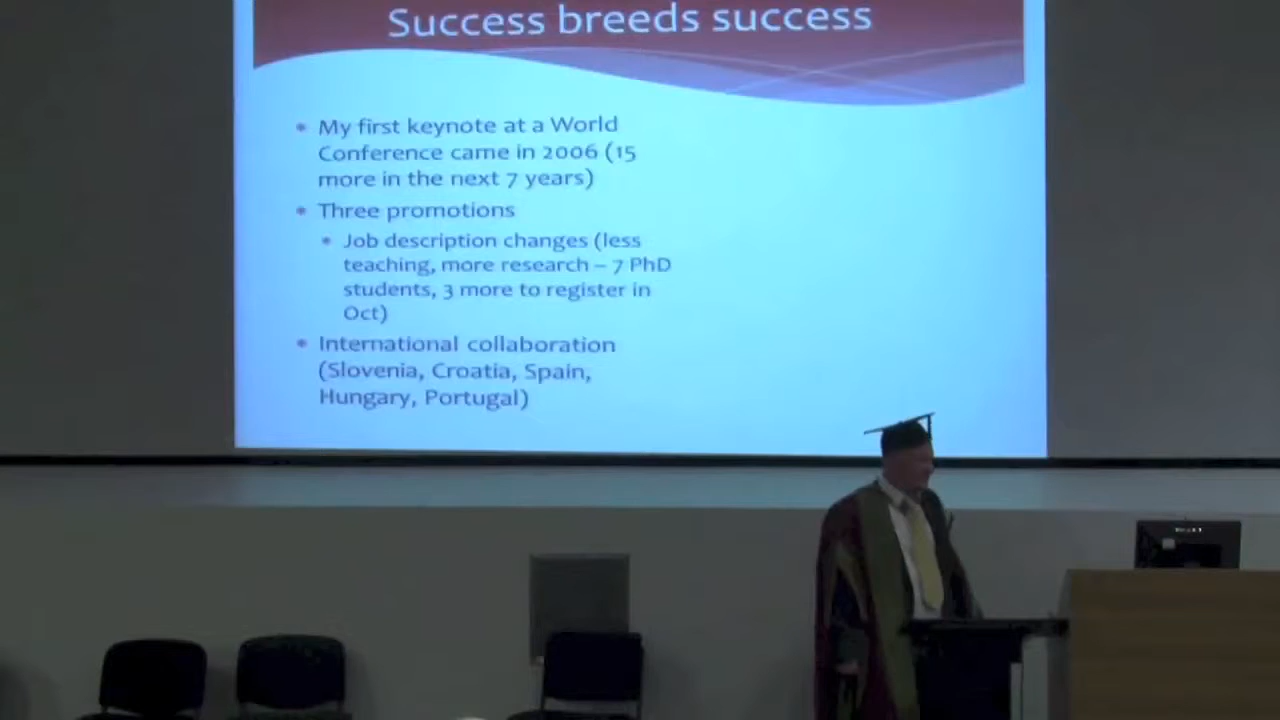 Success breeds success
My first keynote at a World
Conference came in 2006 (15
more in the next 7 years)
Three promotions
Job description changes (less
teaching, more research – 7 PhD
students, 3 more to register in
Oct)
International collaboration
(Slovenia, Croatia, Spain,
Hungary, Portugal)